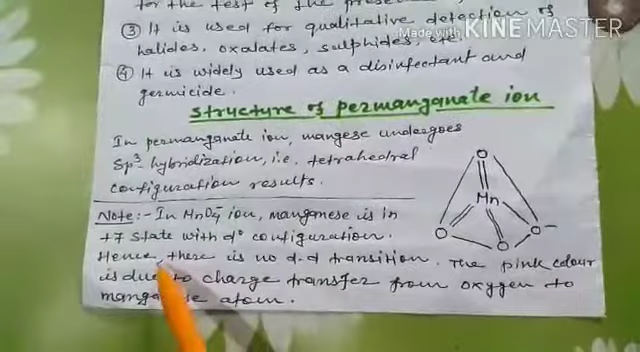 for the test of the
③ It is used for qualitative detection of
halides, oxalates, sulphides, etc.
Made with KINEMASTER
④ It is widely used as a disinfectant and
germicide.
Structure of permanganate ion
In permanganate ion, mangese undergoes
Sp³-hybridization, i.e. tetrahedral
configuration results.
Note:- In MnO₄⁻ ion, manganese is in
+7 state with d° configuration.
Hence, there is no d-d transition. The pink colour
is due to charge transfer from oxygen to
manganese atom.
O
Mn
O
O
O-